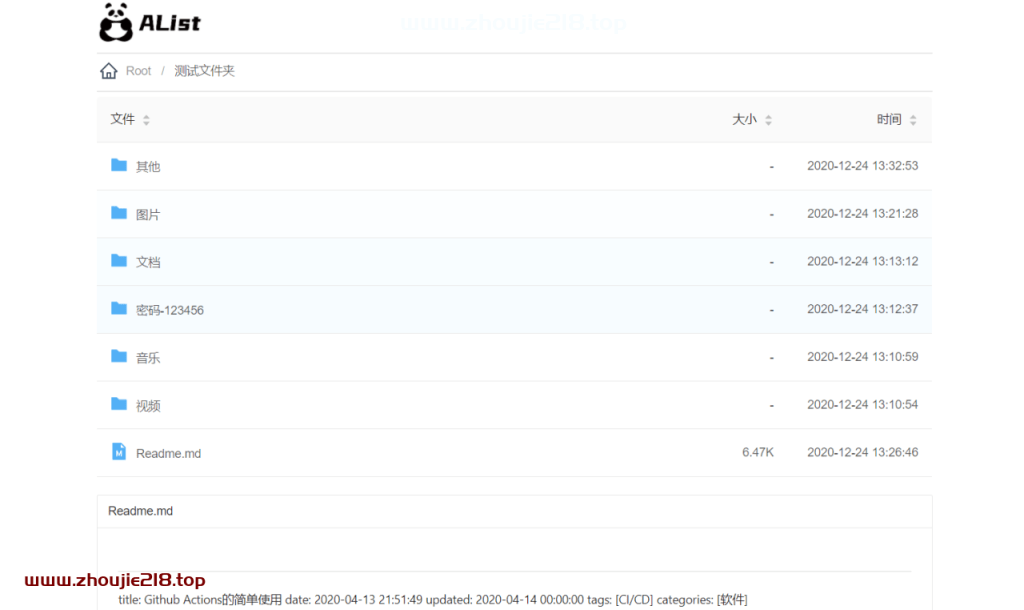 AList
www.zhoujie218.top
Root / 测试文件夹
文件 大小 时间
其他 - 2020-12-24 13:32:53
图片 - 2020-12-24 13:21:28
文档 - 2020-12-24 13:13:12
密码-123456 - 2020-12-24 13:12:37
音乐 - 2020-12-24 13:10:59
视频 - 2020-12-24 13:10:54
Readme.md 6.47K 2020-12-24 13:26:46
Readme.md
www.zhoujie218.top
title: Github Actions的简单使用 date: 2020-04-13 21:51:49 updated: 2020-04-14 00:00:00 tags: [CI/CD] categories: [软件]